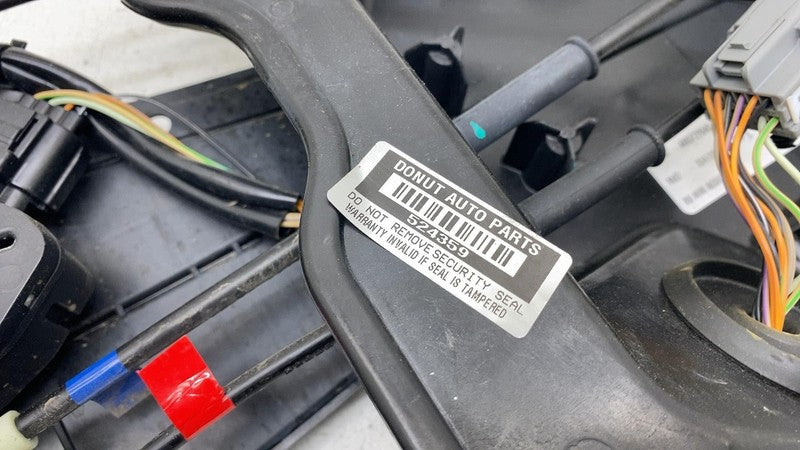 DONUT AUTO PARTS
524359
DO NOT REMOVE SECURITY SEAL
WARRANTY INVALID IF SEAL IS TAMPERED